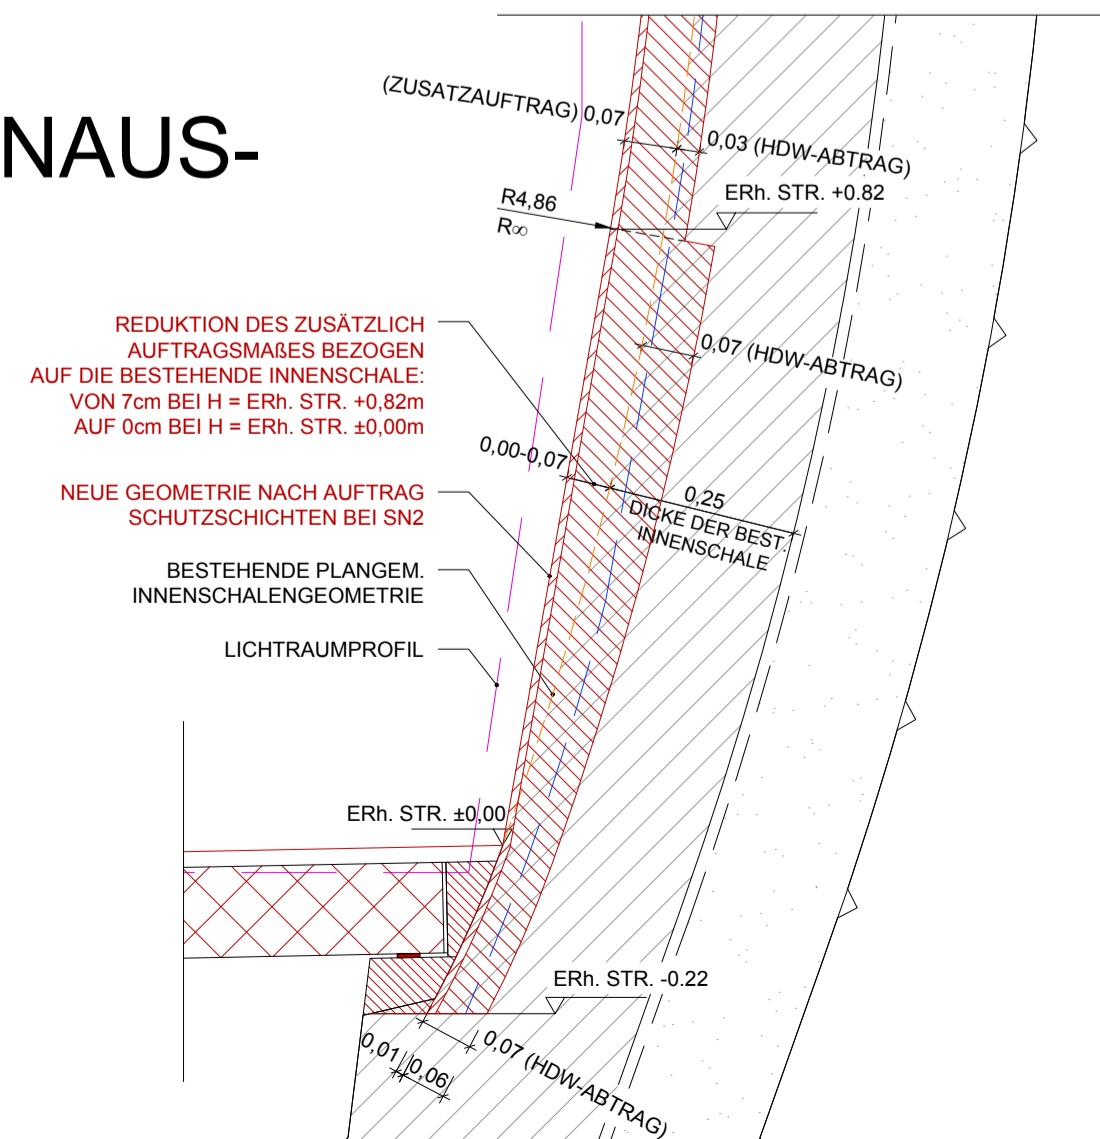 NAUS-
(ZUSATZAUFTRAG) 0,07
0,03 (HDW-ABTRAG)
ERh. STR. +0.82
R4,86
R∞
REDUKTION DES ZUSÄTZLICH
AUFTRAGSMAßES BEZOGEN
AUF DIE BESTEHENDE INNENSCHALE:
VON 7cm BEI H = ERh. STR. +0,82m
AUF 0cm BEI H = ERh. STR. ±0,00m
0,07 (HDW-ABTRAG)
0,00-0,07
0,25
DICKE DER BEST.
INNENSCHALE
NEUE GEOMETRIE NACH AUFTRAG
SCHUTZSCHICHTEN BEI SN2
BESTEHENDE PLANGEM.
INNENSCHALENGEOMETRIE
LICHTRAUMPROFIL
ERh. STR. ±0,00
ERh. STR. -0.22
0,07 (HDW-ABTRAG)
0,01
0,06